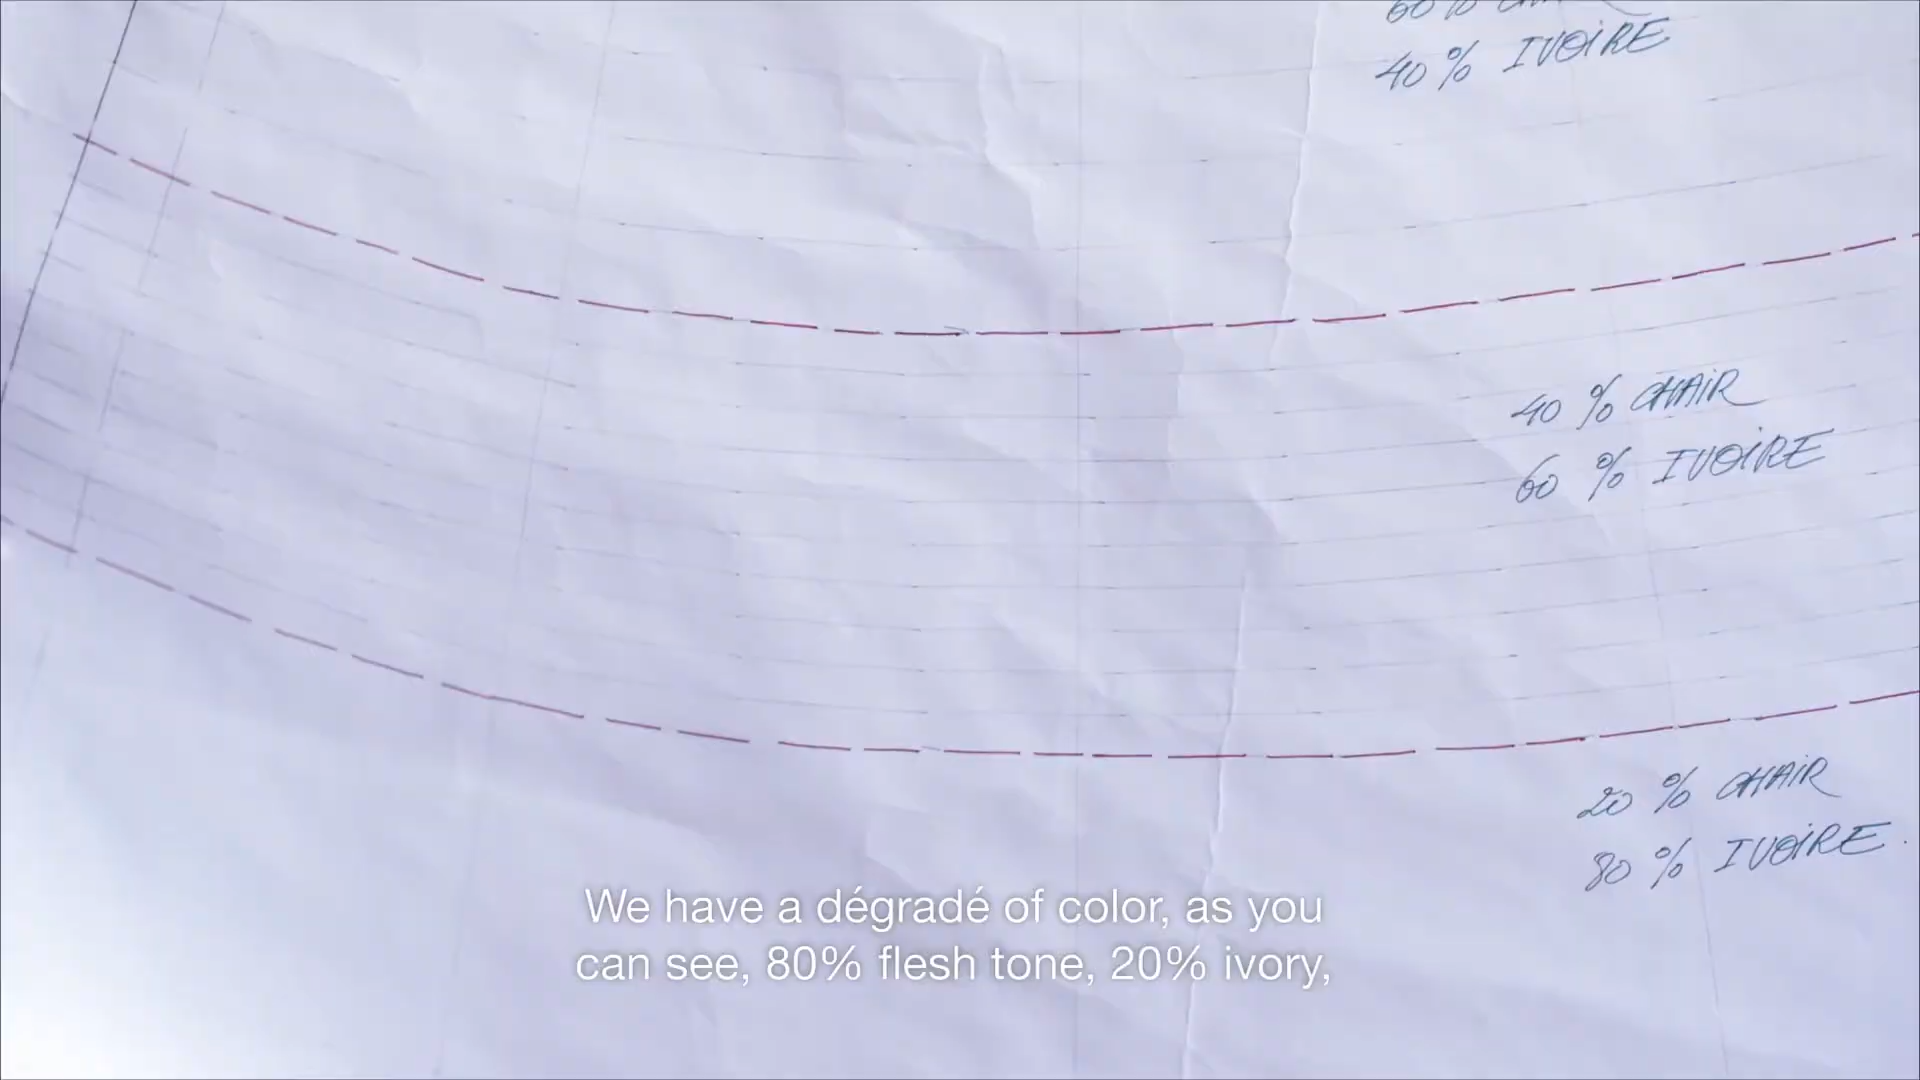 40 % IVOIRE
40 % CHAIR
60 % IVOIRE
20 % CHAIR
80 % IVOIRE.
We have a dégradé of color, as you
can see, 80% flesh tone, 20% ivory,